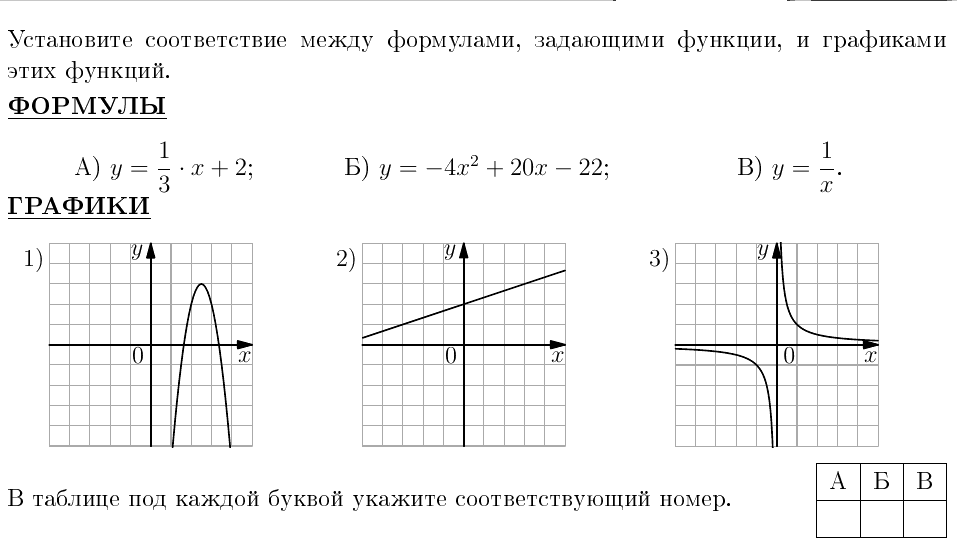 Установите соответствие между формулами, задающими функции, и графиками
этих функций.
ФОРМУЛЫ
А) y = 1/3 · x + 2; Б) y = −4x² + 20x − 22; В) y = 1/x.
ГРАФИКИ
1) y 0 x 2) y 0 x 3) y 0 x
В таблице под каждой буквой укажите соответствующий номер.
А Б В